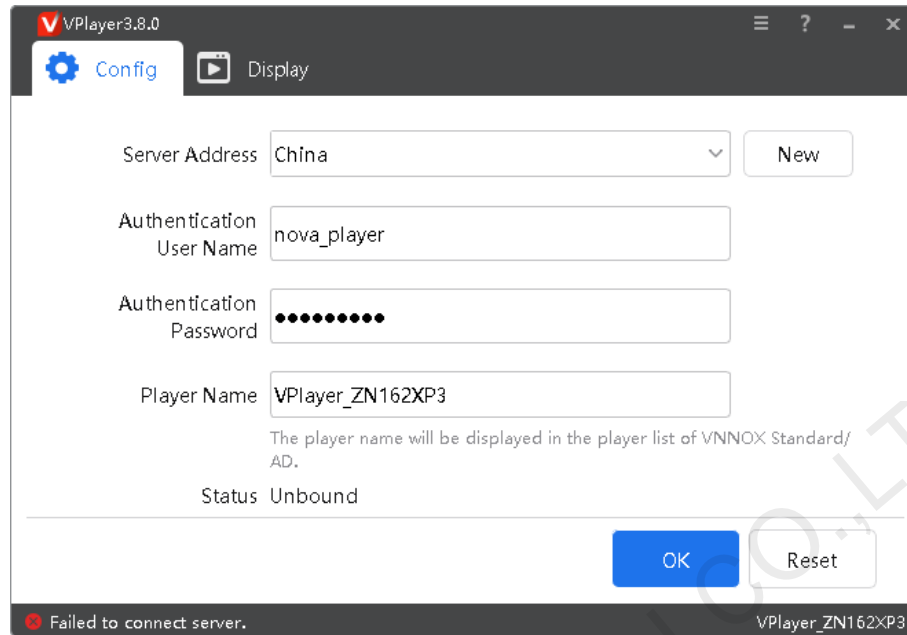 VPlayer3.8.0
Config
Display
Server Address China New
Authentication
User Name
nova_player
Authentication
Password
●●●●●●●●●
Player Name VPlayer_ZN162XP3
The player name will be displayed in the player list of VNNOX Standard/
AD.
Status Unbound
OK Reset
Failed to connect server. VPlayer_ZN162XP3
CO.,LT